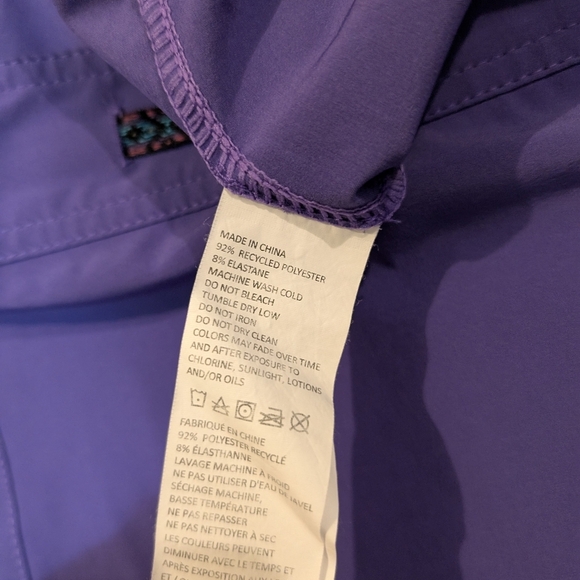 MADE IN CHINA
92% RECYCLED POLYESTER
8% ELASTANE
MACHINE WASH COLD
DO NOT BLEACH
TUMBLE DRY LOW
DO NOT IRON
DO NOT DRY CLEAN
COLORS MAY FADE OVER TIME
AND AFTER EXPOSURE TO
CHLORINE, SUNLIGHT, LOTIONS
AND/OR OILS
FABRIQUE EN CHINE
92% POLYESTER RECYCLÉ
8% ÉLASTHANNE
LAVAGE MACHINE A FROID
NE PAS UTILISER D'EAU DE JAVEL
SÉCHAGE MACHINE,
BASSE TEMPÉRATURE
NE PAS REPASSER
NE PAS NETTOYER À SEC
LES COULEURS PEUVENT
DIMINUER AVEC LE TEMPS ET
APRÈS EXPOSITION